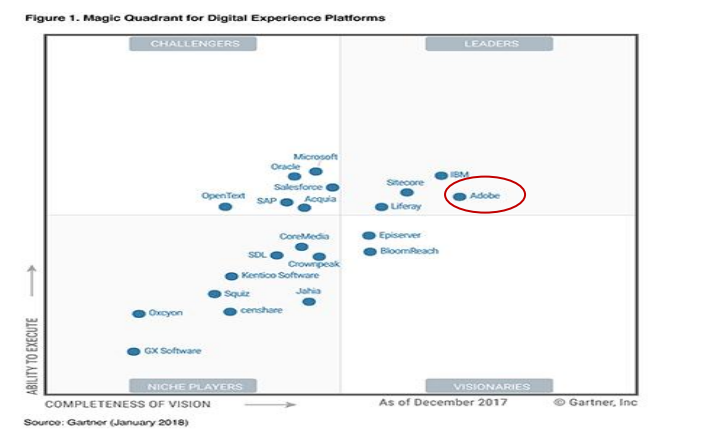 Figure 1. Magic Quadrant for Digital Experience Platforms
CHALLENGERS
LEADERS
Microsoft
Oracle
IBM
Salesforce
Sitecore
Adobe
OpenText
SAP
Acquia
Liferay
CoreMedia
Episerver
SDL
BloomReach
Crownpeak
Kentico Software
Squiz
Jahia
Oxcyon
censhare
GX Software
ABILITY TO EXECUTE
NICHE PLAYERS
VISIONARIES
COMPLETENESS OF VISION
As of December 2017
© Gartner, Inc
Source: Gartner (January 2018)